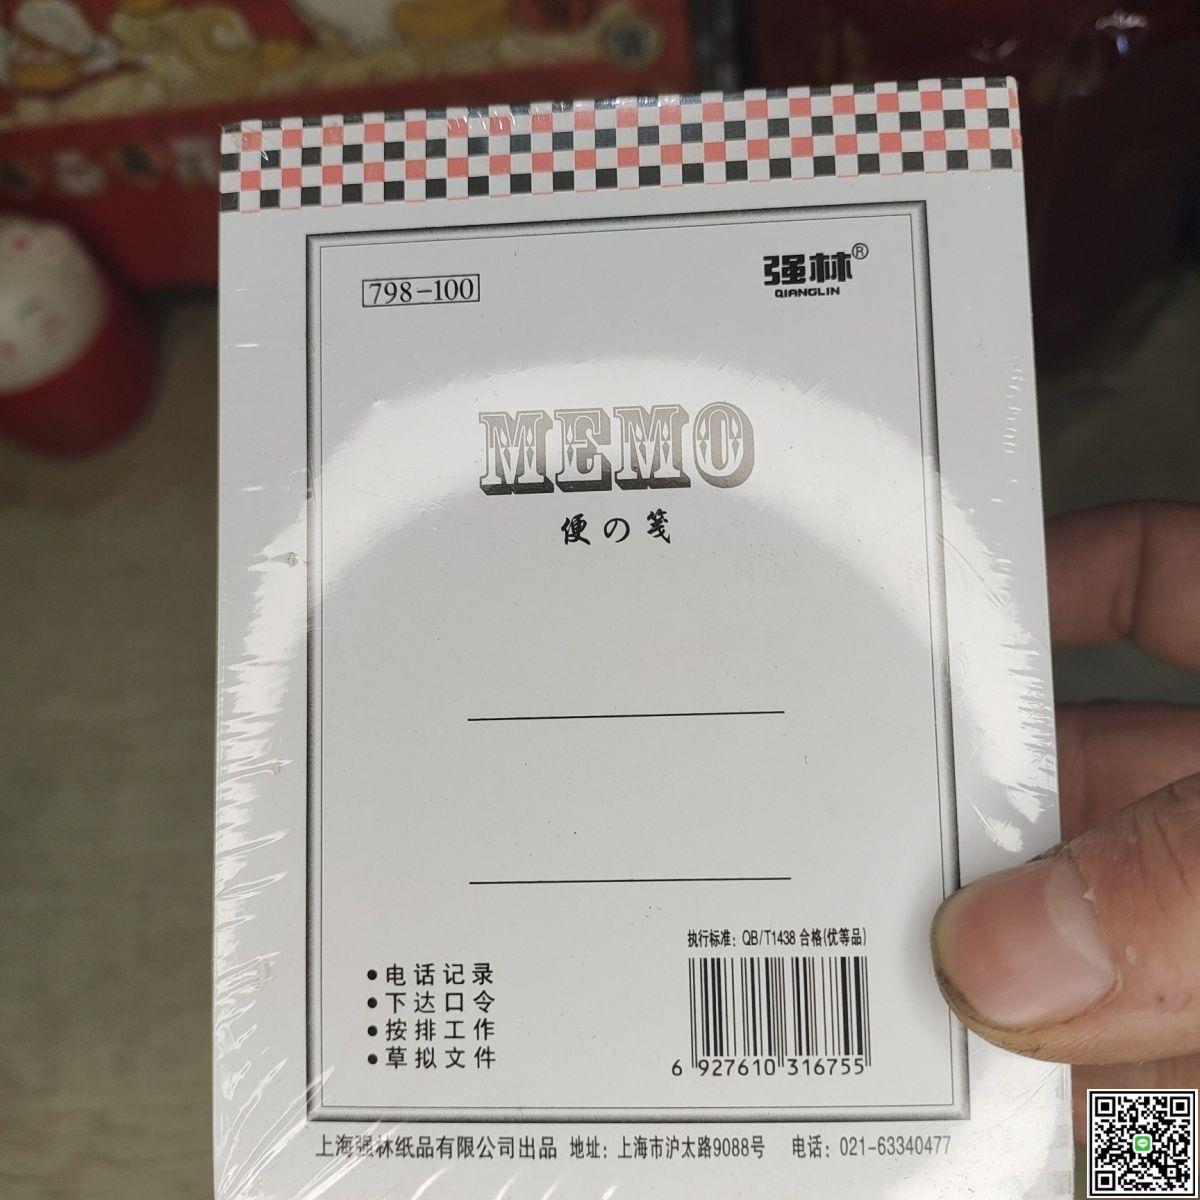 798-100
强林®
QIANGLIN
MEMO
便の笺
执行标准：QB/T1438 合格(优等品)
• 电话记录
• 下达口令
• 按排工作
• 草拟文件
6 927610 316755
上海强林纸品有限公司出品 地址：上海市沪太路9088号 电话：021-63340477